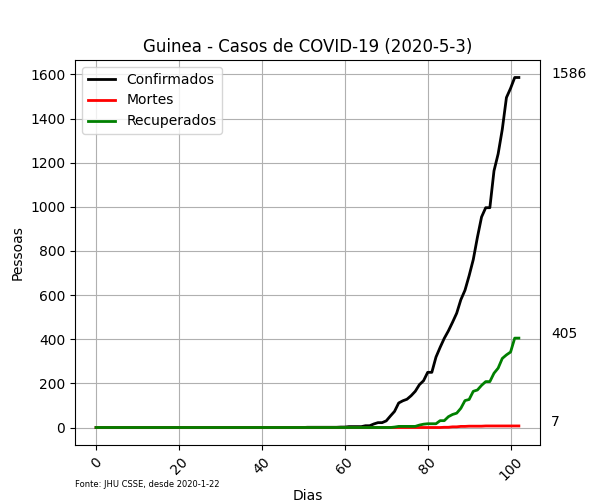 Guinea - Casos de COVID-19 (2020-5-3)
Confirmados
Mortes
Recuperados
1600
1400
1200
1000
800
600
400
200
0
Pessoas
1586
405
7
0
20
40
60
80
100
Fonte: JHU CSSE, desde 2020-1-22
Dias